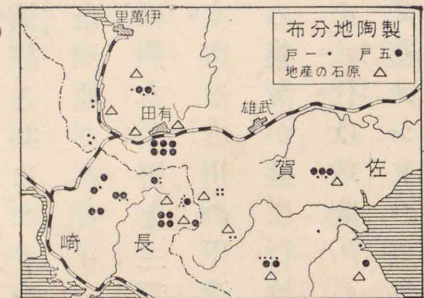 製陶地分布
●五戸 ・一戸
△原石の産地
伊萬里
有田
武雄
佐賀
長崎